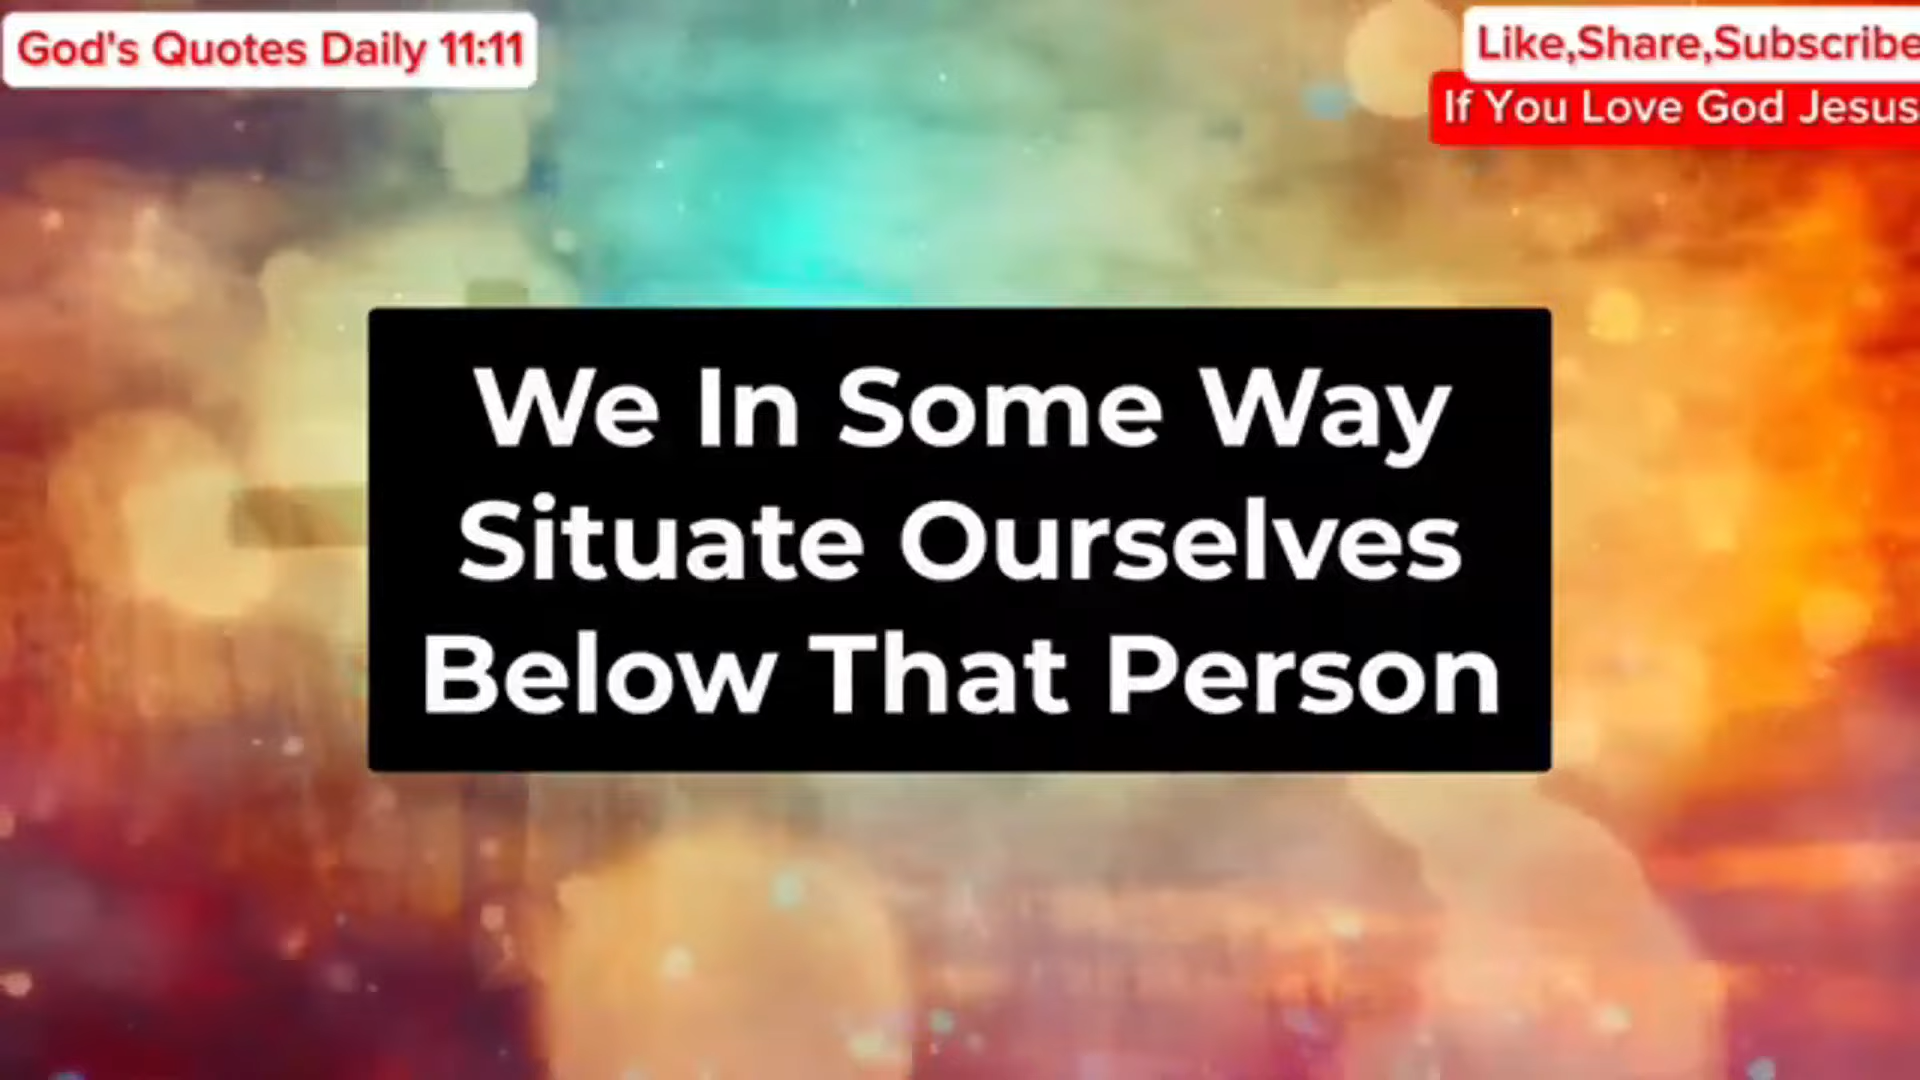 God's Quotes Daily 11:11
Like,Share,Subscribe
If You Love God Jesus
We In Some Way
Situate Ourselves
Below That Person